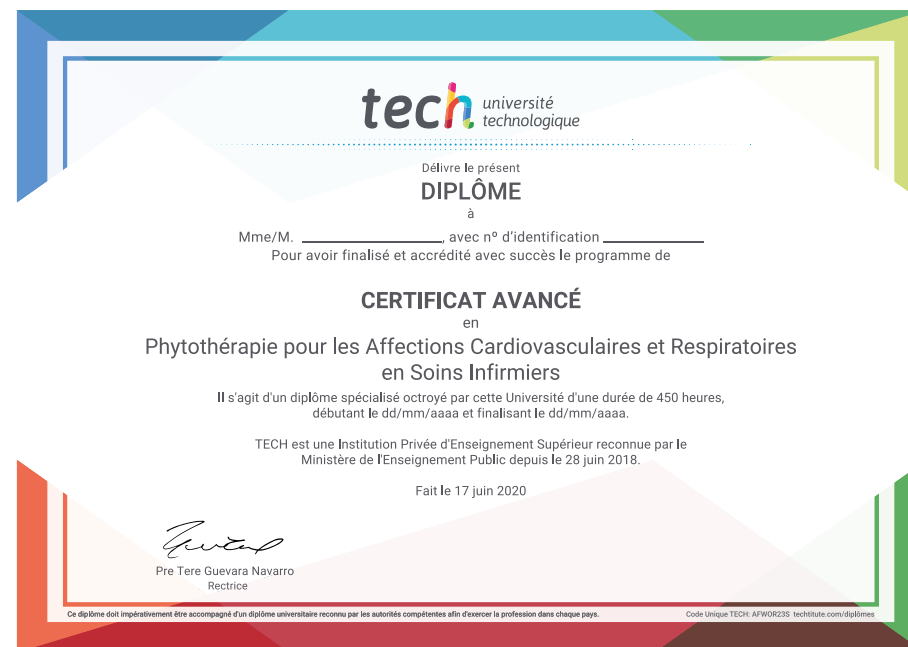 tech université
technologique
Délivre le présent
DIPLÔME
à
Mme/M. ____________________, avec nº d'identification ______________
Pour avoir finalisé et accrédité avec succès le programme de
CERTIFICAT AVANCÉ
en
Phytothérapie pour les Affections Cardiovasculaires et Respiratoires
en Soins Infirmiers
Il s'agit d'un diplôme spécialisé octroyé par cette Université d'une durée de 450 heures,
débutant le dd/mm/aaaa et finalisant le dd/mm/aaaa.
TECH est une Institution Privée d'Enseignement Supérieur reconnue par le
Ministère de l'Enseignement Public depuis le 28 juin 2018.
Fait le 17 juin 2020
Pre Tere Guevara Navarro
Rectrice
Ce diplôme doit impérativement être accompagné d'un diplôme universitaire reconnu par les autorités compétentes afin d'exercer la profession dans chaque pays.
Code Unique TECH: AFWOR23S techtitute.com/diplômes